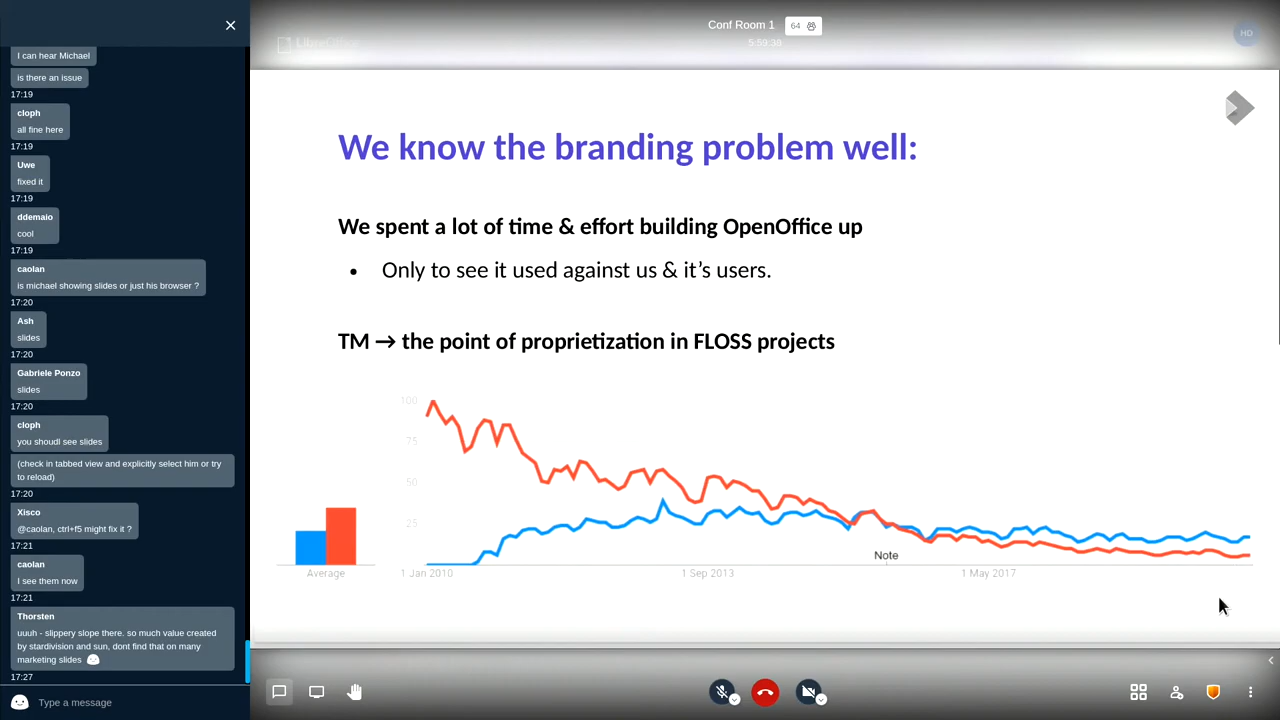 I can hear Michael
is there an issue
17:19
cloph
all fine here
17:19
Uwe
fixed it
17:19
ddemaio
cool
17:19
caolan
is michael showing slides or just his browser ?
17:20
Ash
slides
17:20
Gabriele Ponzo
slides
17:20
cloph
you shoudl see slides
(check in tabbed view and explicitly select him or try
to reload)
17:20
Xisco
@caolan, ctrl+f5 might fix it ?
17:21
caolan
I see them now
17:21
Thorsten
uuuh - slippery slope there. so much value created
by stardivision and sun, dont find that on many
marketing slides
17:27
Type a message
Conf Room 1
64
5:59:38
HD
LibreOffice
We know the branding problem well:
We spent a lot of time & effort building OpenOffice up
• Only to see it used against us & it’s users.
TM → the point of proprietization in FLOSS projects
100
75
50
25
Note
Average
1 Jan 2010
1 Sep 2013
1 May 2017